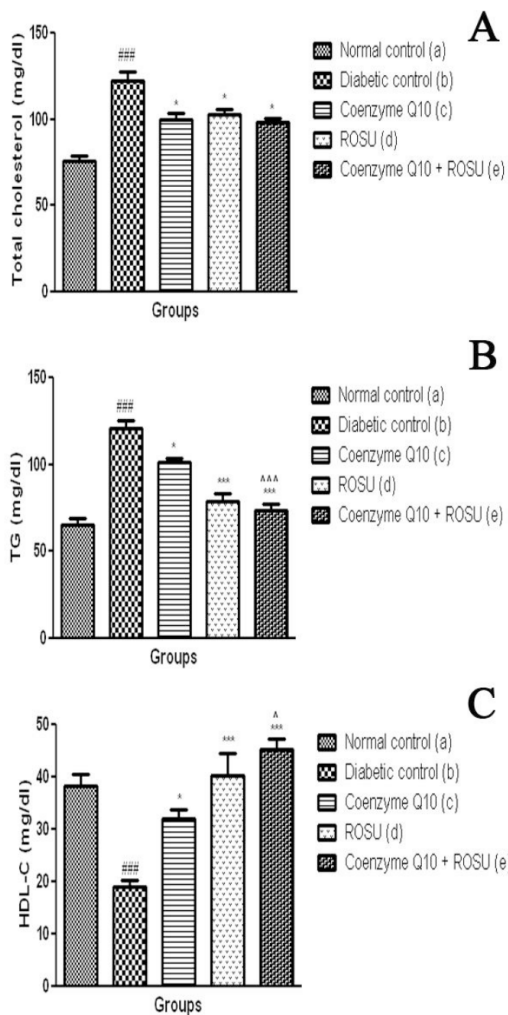 A
Total cholesterol (mg/dl)
150
100
50
0
###
*
*
*
Groups
Normal control (a)
Diabetic control (b)
Coenzyme Q10 (c)
ROSU (d)
Coenzyme Q10 + ROSU (e)
B
TG (mg/dl)
150
100
50
0
###
*
***
^^^
***
Groups
Normal control (a)
Diabetic control (b)
Coenzyme Q10 (c)
ROSU (d)
Coenzyme Q10 + ROSU (e)
C
HDL-C (mg/dl)
50
40
30
20
10
0
###
*
***
^
***
Groups
Normal control (a)
Diabetic control (b)
Coenzyme Q10 (c)
ROSU (d)
Coenzyme Q10 + ROSU (e